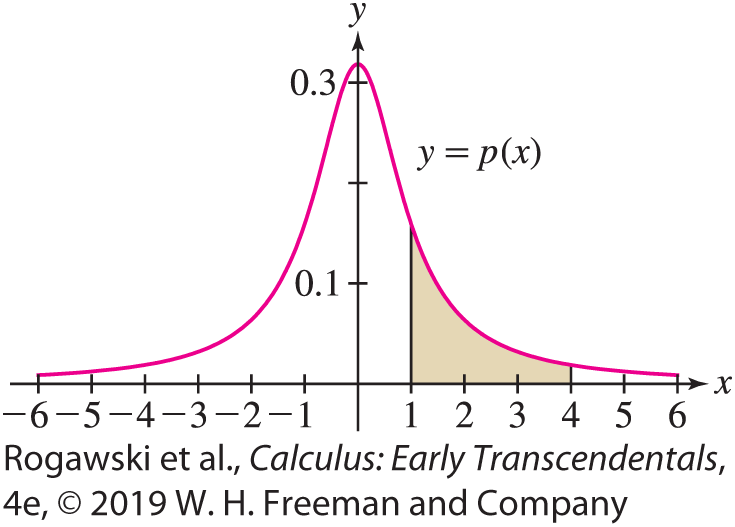 y
0.3
y = p(x)
0.1
x
−6 −5 −4 −3 −2 −1 1 2 3 4 5 6
Rogawski et al., Calculus: Early Transcendentals,
4e, © 2019 W. H. Freeman and Company